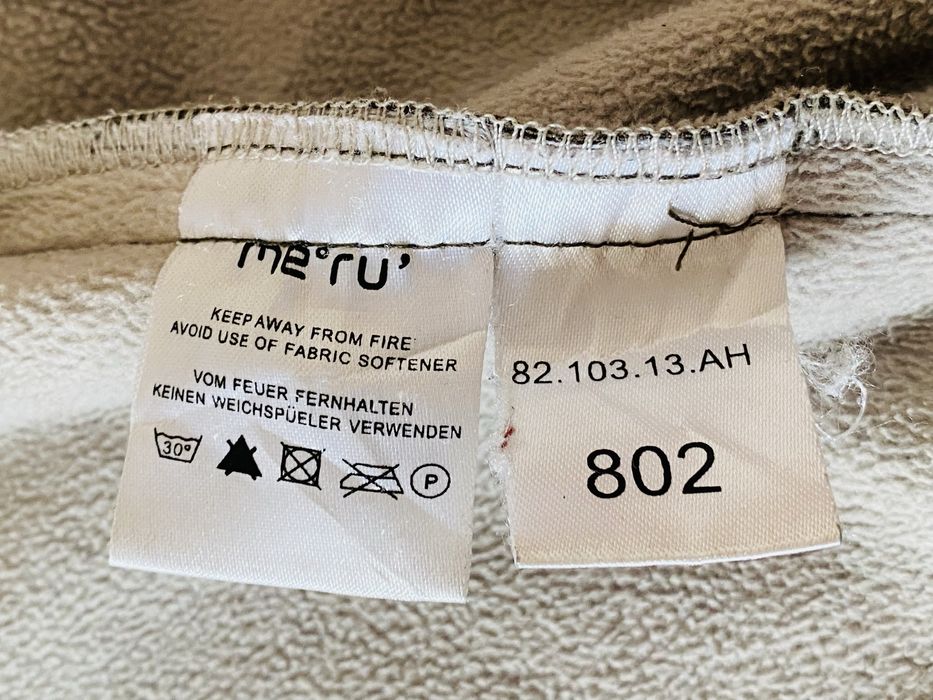 me°ru'
KEEP AWAY FROM FIRE
AVOID USE OF FABRIC SOFTENER
VOM FEUER FERNHALTEN
KEINEN WEICHSPÜELER VERWENDEN
30°
P
82.103.13.AH
802